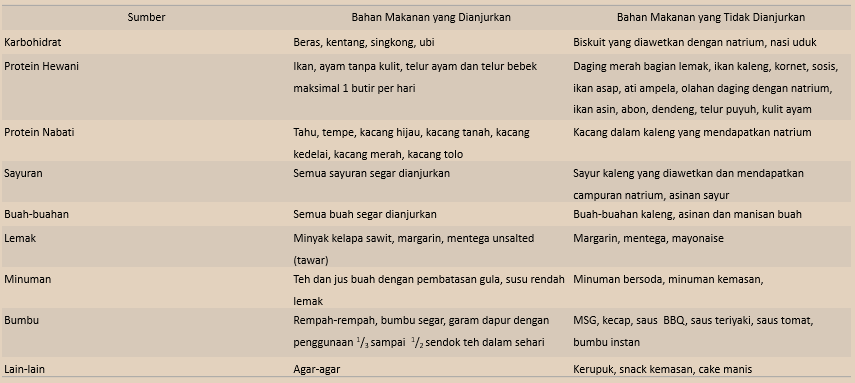 Sumber Bahan Makanan yang Dianjurkan Bahan Makanan yang Tidak Dianjurkan
Karbohidrat Beras, kentang, singkong, ubi Biskuit yang diawetkan dengan natrium, nasi uduk
Protein Hewani Ikan, ayam tanpa kulit, telur ayam dan telur bebek Daging merah bagian lemak, ikan kaleng, kornet, sosis,
maksimal 1 butir per hari ikan asap, ati ampela, olahan daging dengan natrium,
ikan asin, abon, dendeng, telur puyuh, kulit ayam
Protein Nabati Tahu, tempe, kacang hijau, kacang tanah, kacang Kacang dalam kaleng yang mendapatkan natrium
kedelai, kacang merah, kacang tolo
Sayuran Semua sayuran segar dianjurkan Sayur kaleng yang diawetkan dan mendapatkan
campuran natrium, asinan sayur
Buah-buahan Semua buah segar dianjurkan Buah-buahan kaleng, asinan dan manisan buah
Lemak Minyak kelapa sawit, margarin, mentega unsalted Margarin, mentega, mayonaise
(tawar)
Minuman Teh dan jus buah dengan pembatasan gula, susu rendah Minuman bersoda, minuman kemasan,
lemak
Bumbu Rempah-rempah, bumbu segar, garam dapur dengan MSG, kecap, saus BBQ, saus teriyaki, saus tomat,
penggunaan 1/3 sampai 1/2 sendok teh dalam sehari bumbu instan
Lain-lain Agar-agar Kerupuk, snack kemasan, cake manis